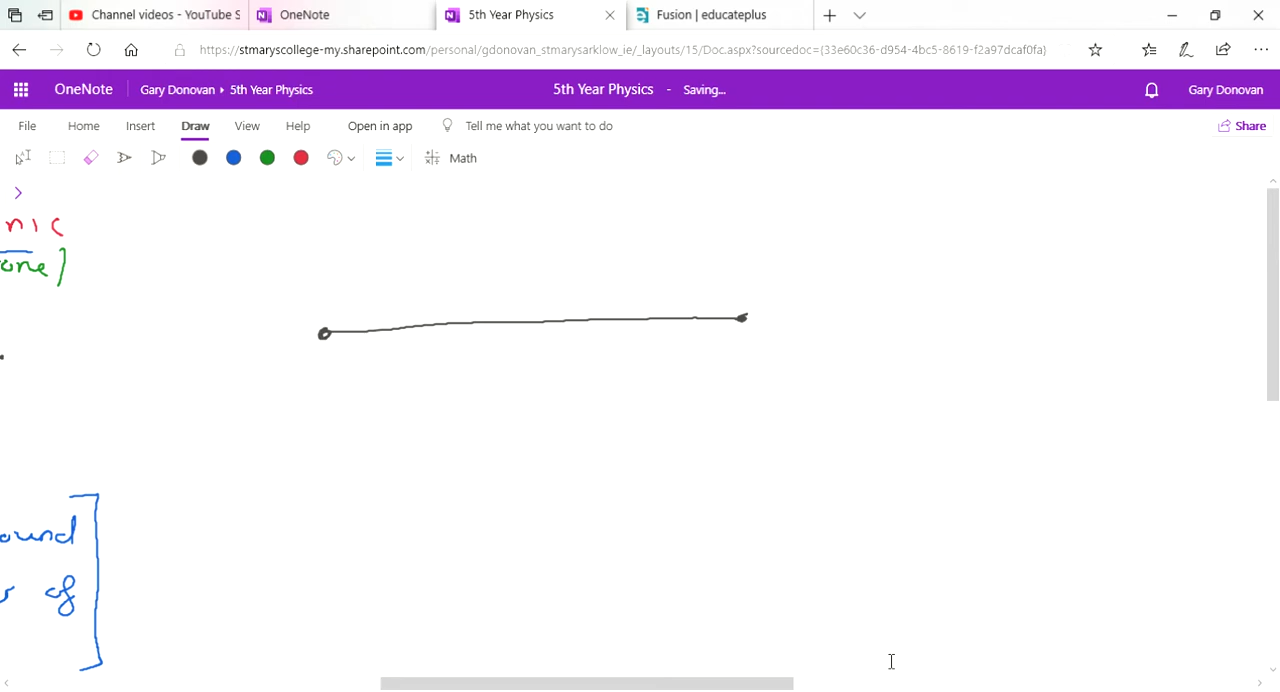 Channel videos - YouTube S
OneNote
5th Year Physics
Fusion | educateplus
https://stmaryscollege-my.sharepoint.com/personal/gdonovan_stmarysarklow_ie/_layouts/15/Doc.aspx?sourcedoc={33e60c36-d954-4bc5-8619-f2a97dcaf0fa}
OneNote Gary Donovan 5th Year Physics 5th Year Physics - Saving... Gary Donovan
File Home Insert Draw View Help Open in app Tell me what you want to do Share
Math
nic
one]
ound
of